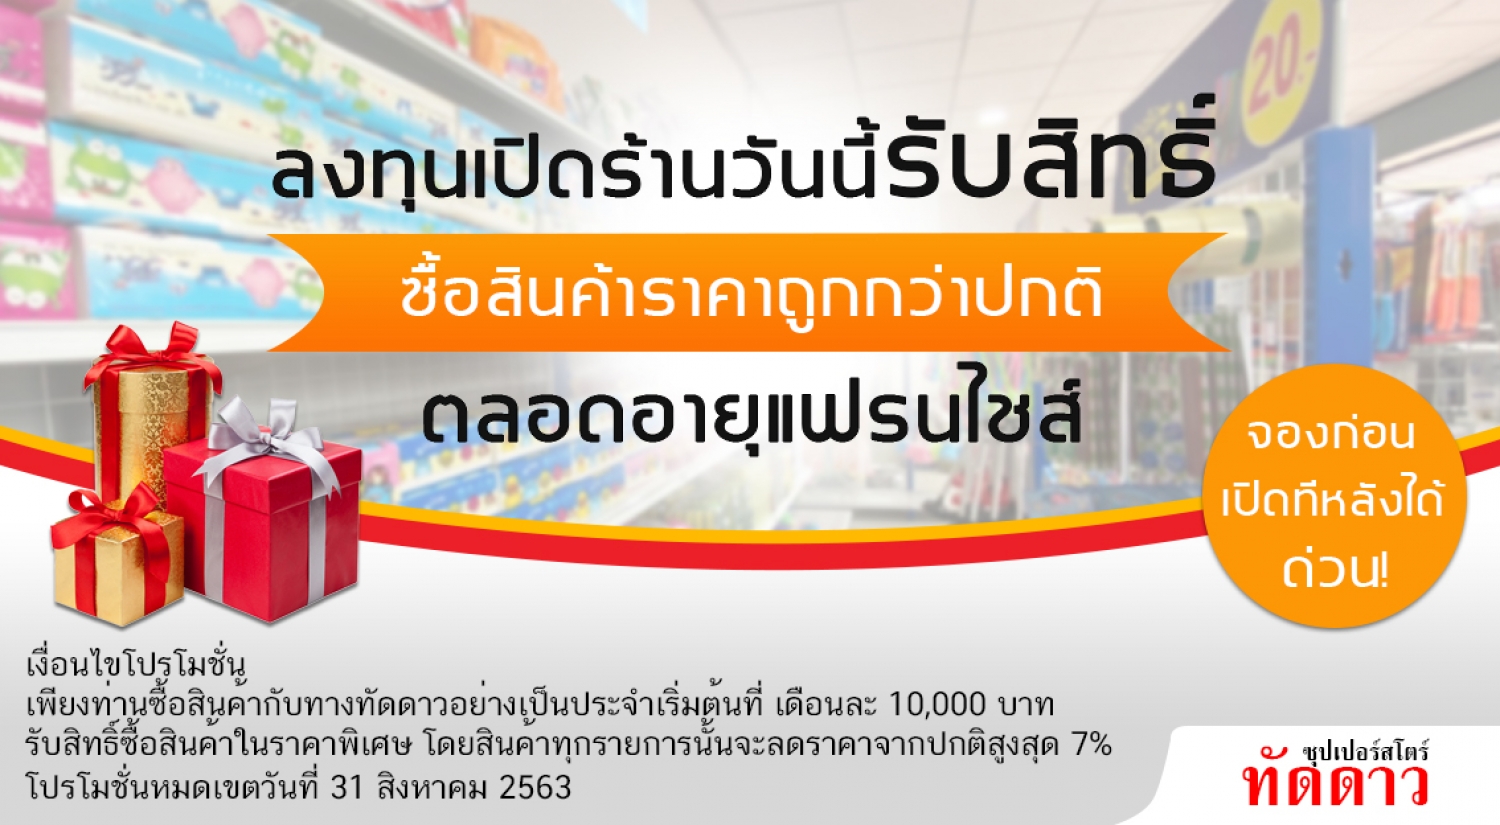 20.-
ลงทุนเปิดร้านวันนี้รับสิทธิ์
ซื้อสินค้าราคาถูกกว่าปกติ
ตลอดอายุแฟรนไชส์
จองก่อน
เปิดทีหลังได้
ด่วน!
เงื่อนไขโปรโมชั่น
เพียงท่านซื้อสินค้ากับทางทัดดาวอย่างเป็นประจำเริ่มต้นที่ เดือนละ 10,000 บาท
รับสิทธิ์ซื้อสินค้าในราคาพิเศษ โดยสินค้าทุกรายการนั้นจะลดราคาจากปกติสูงสุด 7%
โปรโมชั่นหมดเขตวันที่ 31 สิงหาคม 2563
ซุปเปอร์สโตร์
ทัดดาว